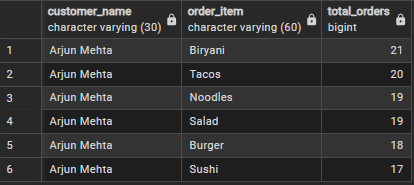 customer_name order_item total_orders
character varying (30) character varying (60) bigint
1 Arjun Mehta Biryani 21
2 Arjun Mehta Tacos 20
3 Arjun Mehta Noodles 19
4 Arjun Mehta Salad 19
5 Arjun Mehta Burger 18
6 Arjun Mehta Sushi 17